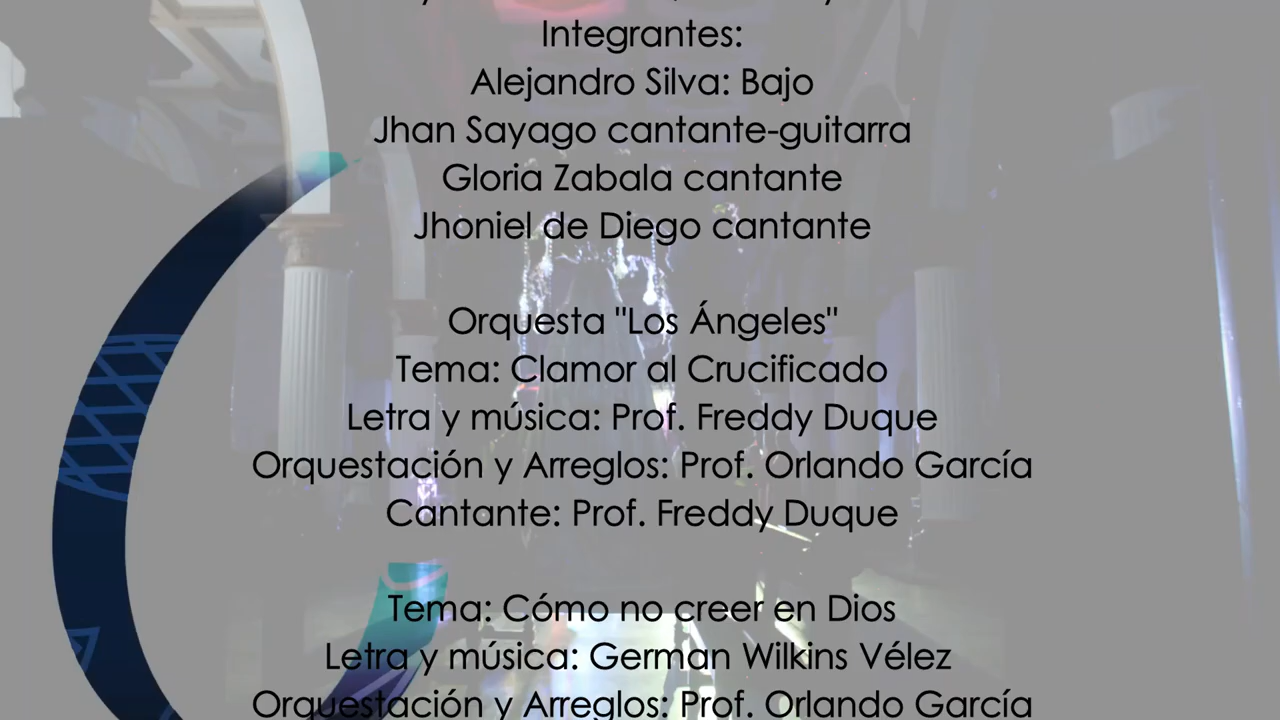 Integrantes:
Alejandro Silva: Bajo
Jhan Sayago cantante-guitarra
Gloria Zabala cantante
Jhoniel de Diego cantante
Orquesta "Los Ángeles"
Tema: Clamor al Crucificado
Letra y música: Prof. Freddy Duque
Orquestación y Arreglos: Prof. Orlando García
Cantante: Prof. Freddy Duque
Tema: Cómo no creer en Dios
Letra y música: German Wilkins Vélez
Orquestación y Arreglos: Prof. Orlando García